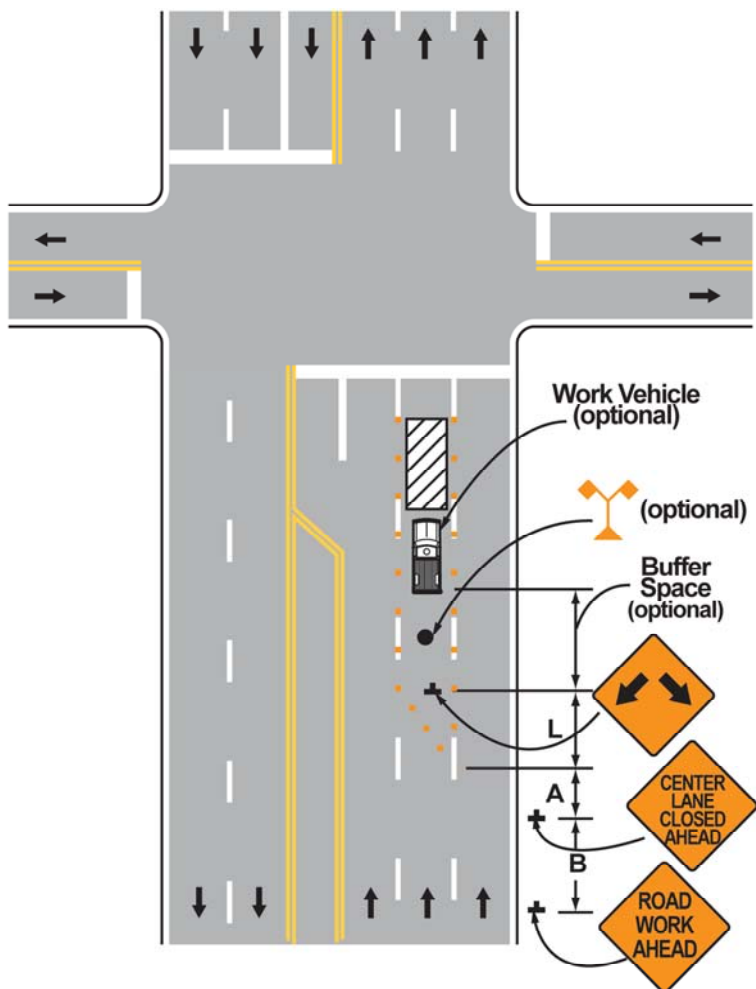 Work Vehicle
(optional)
(optional)
Buffer
Space
(optional)
L
A
CENTER
LANE
CLOSED
AHEAD
B
ROAD
WORK
AHEAD